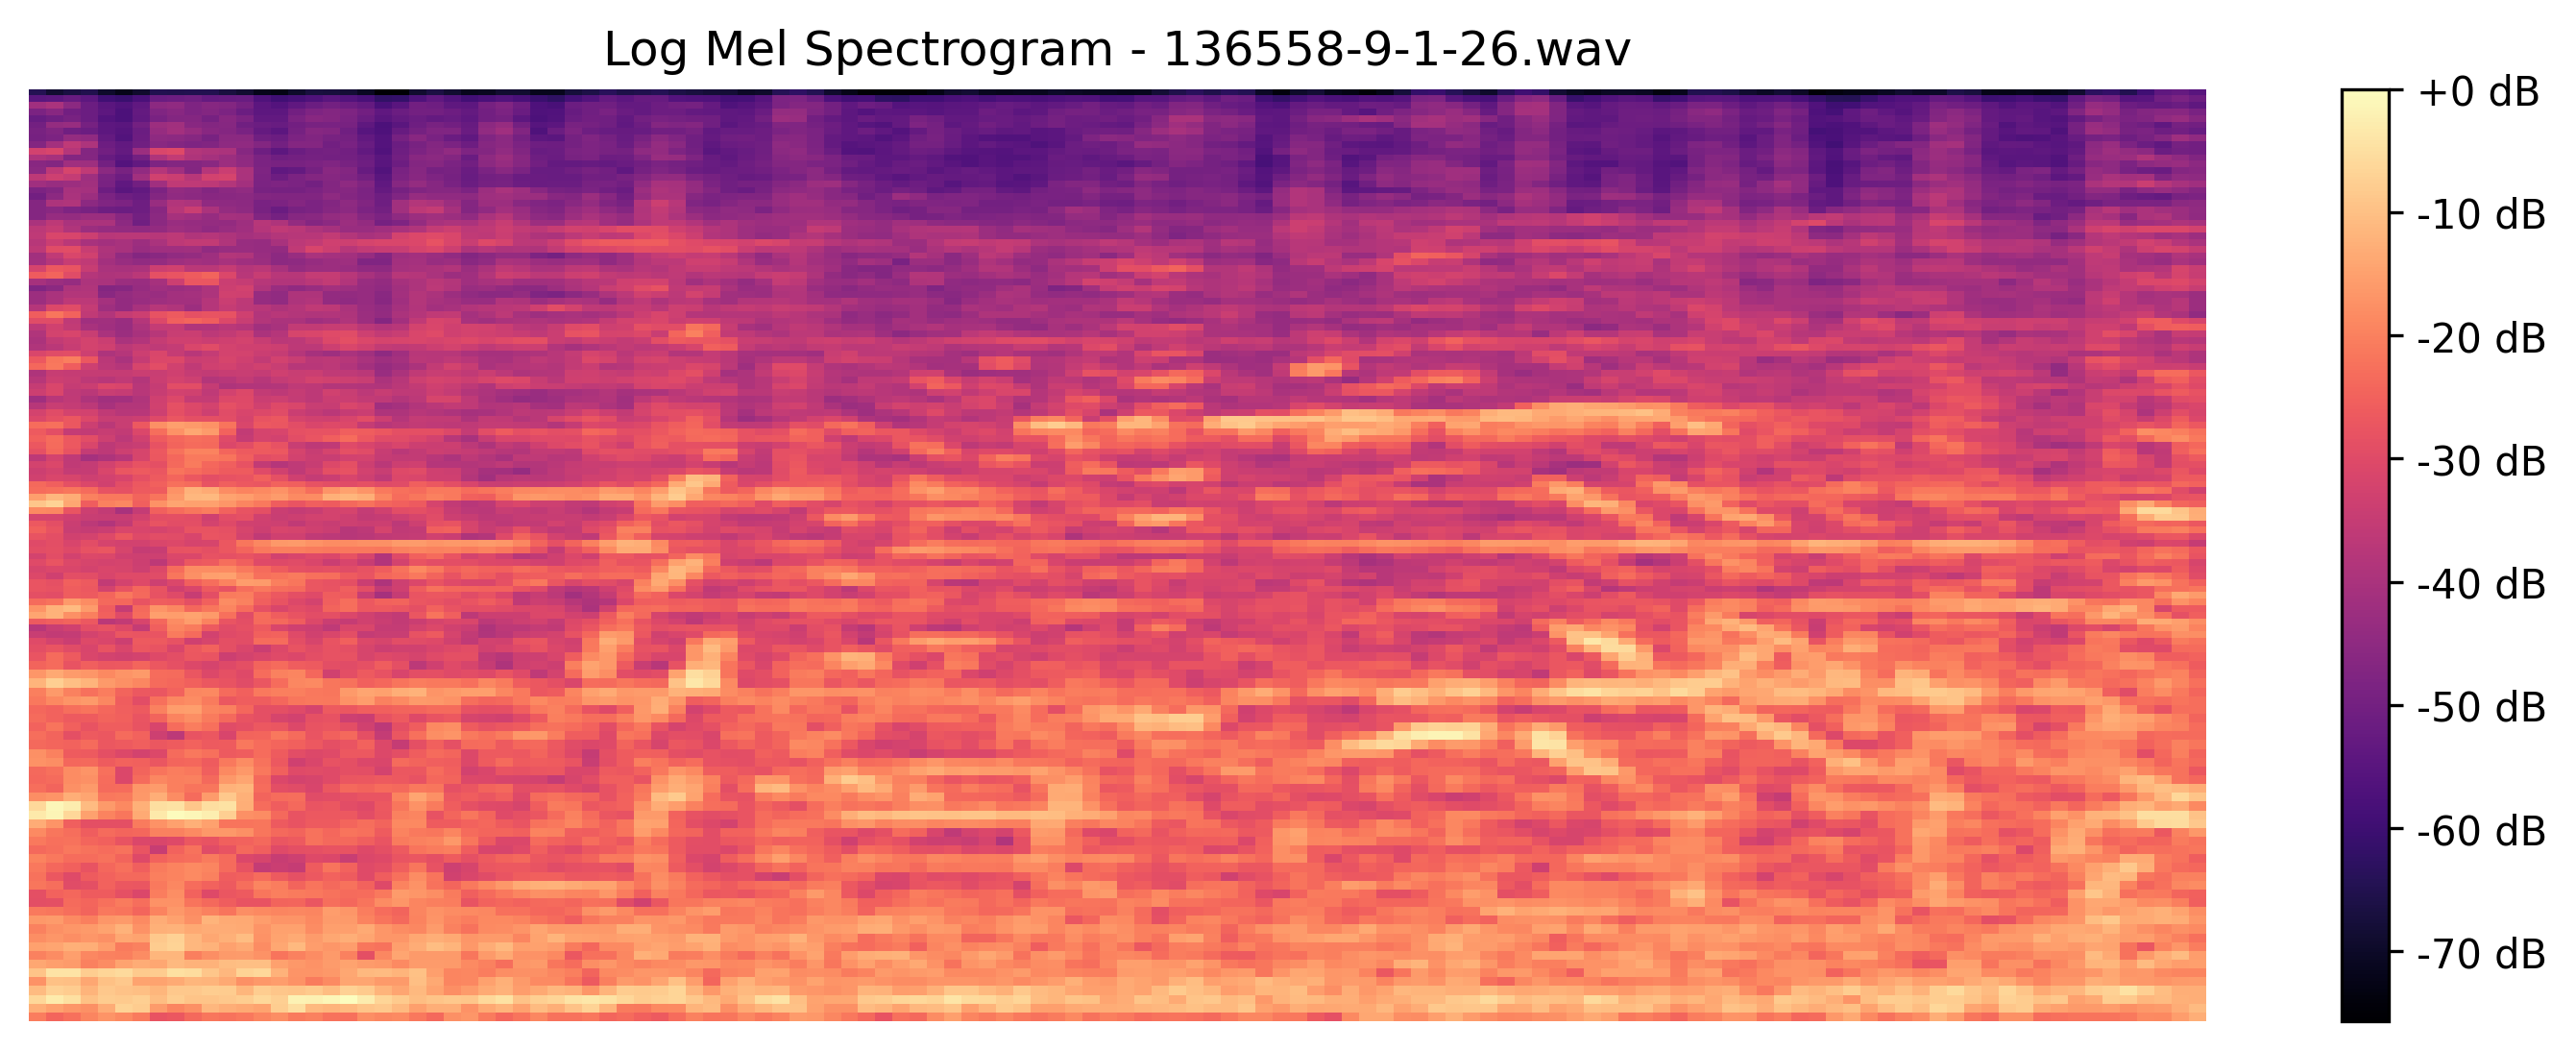 Log Mel Spectrogram - 136558-9-1-26.wav
+0 dB
-10 dB
-20 dB
-30 dB
-40 dB
-50 dB
-60 dB
-70 dB